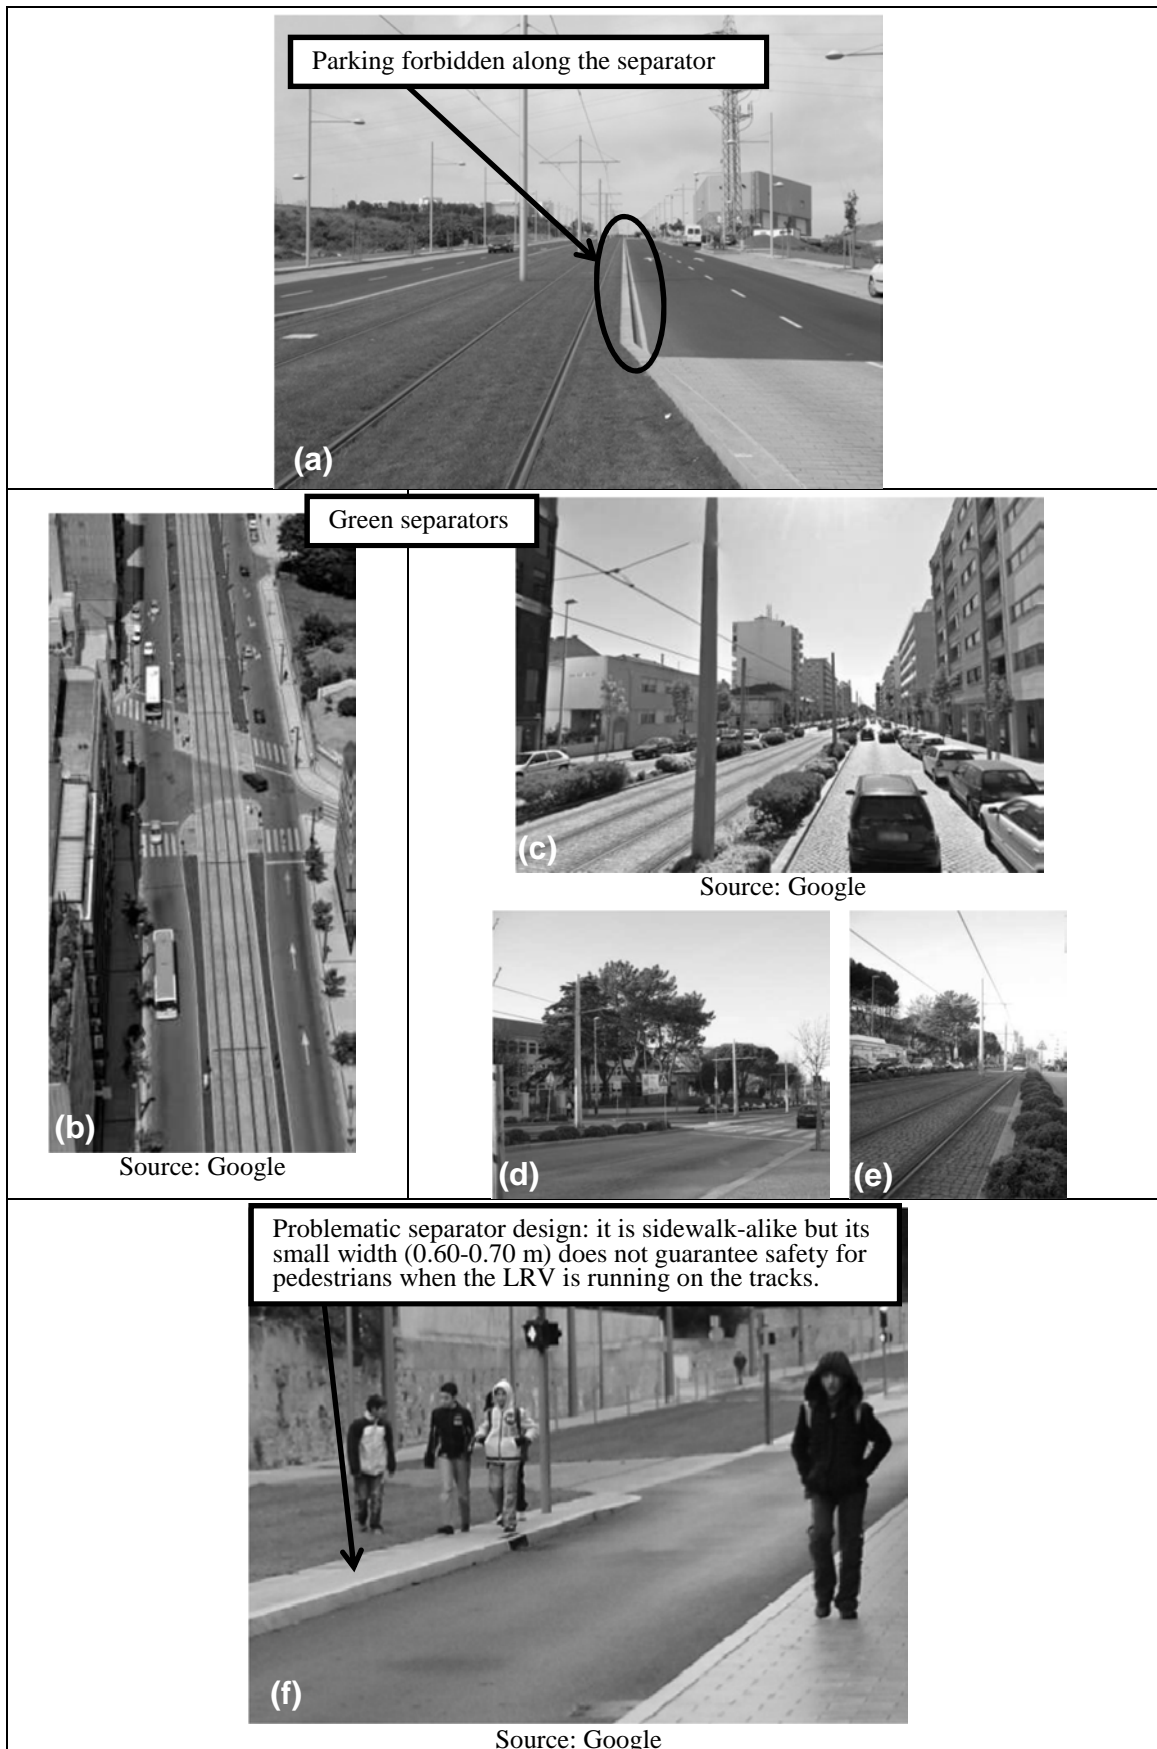 Parking forbidden along the separator
(a)
Green separators
(b)
Source: Google
(c)
Source: Google
(d)
(e)
Problematic separator design: it is sidewalk-alike but its
small width (0.60-0.70 m) does not guarantee safety for
pedestrians when the LRV is running on the tracks.
(f)
Source: Google